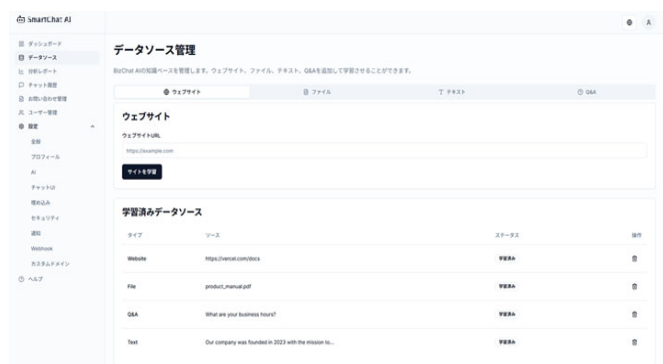 SmartChat AI
A
ダッシュボード
データソース
分析レポート
チャット履歴
お問い合わせ管理
ユーザー管理
設定
全般
プロフィール
AI
チャットUI
埋め込み
セキュリティ
通知
Webhook
カスタムドメイン
ヘルプ
データソース管理
BizChat AIの知識ベースを管理します。ウェブサイト、ファイル、テキスト、Q&Aを追加して学習させることができます。
ウェブサイト ファイル テキスト Q&A
ウェブサイト
ウェブサイトURL
https://example.com
サイトを学習
学習済みデータソース
タイプ ソース ステータス 操作
Website https://vercel.com/docs 学習済み
File product_manual.pdf 学習済み
Q&A What are your business hours? 学習済み
Text Our company was founded in 2023 with the mission to... 学習済み